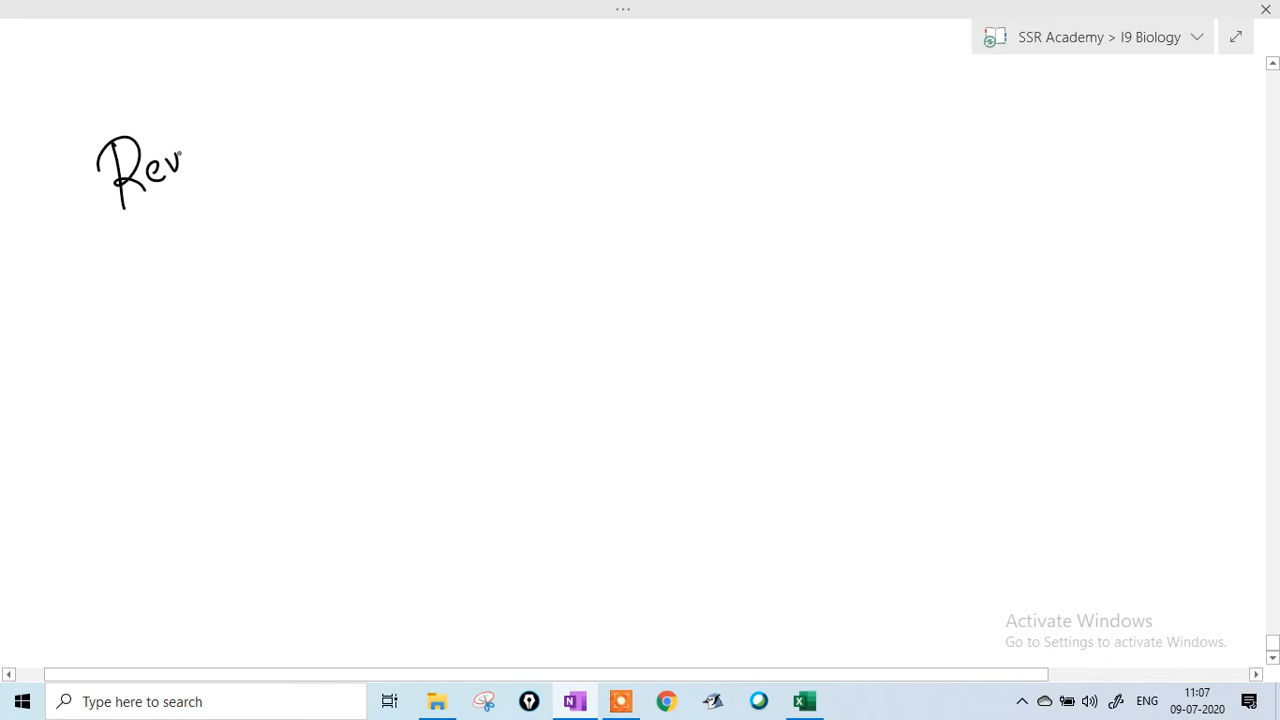 ...
SSR Academy > I9 Biology
Rev
Activate Windows
Go to Settings to activate Windows.
Type here to search
ENG
11:07
09-07-2020